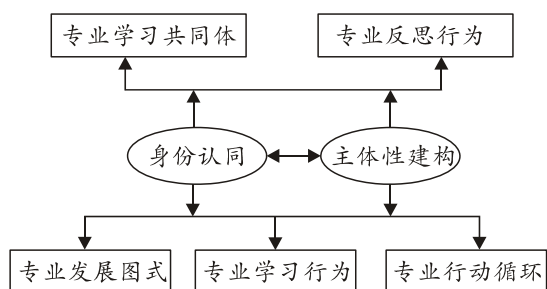 专业学习共同体
专业反思行为
身份认同
主体性建构
专业发展图式
专业学习行为
专业行动循环